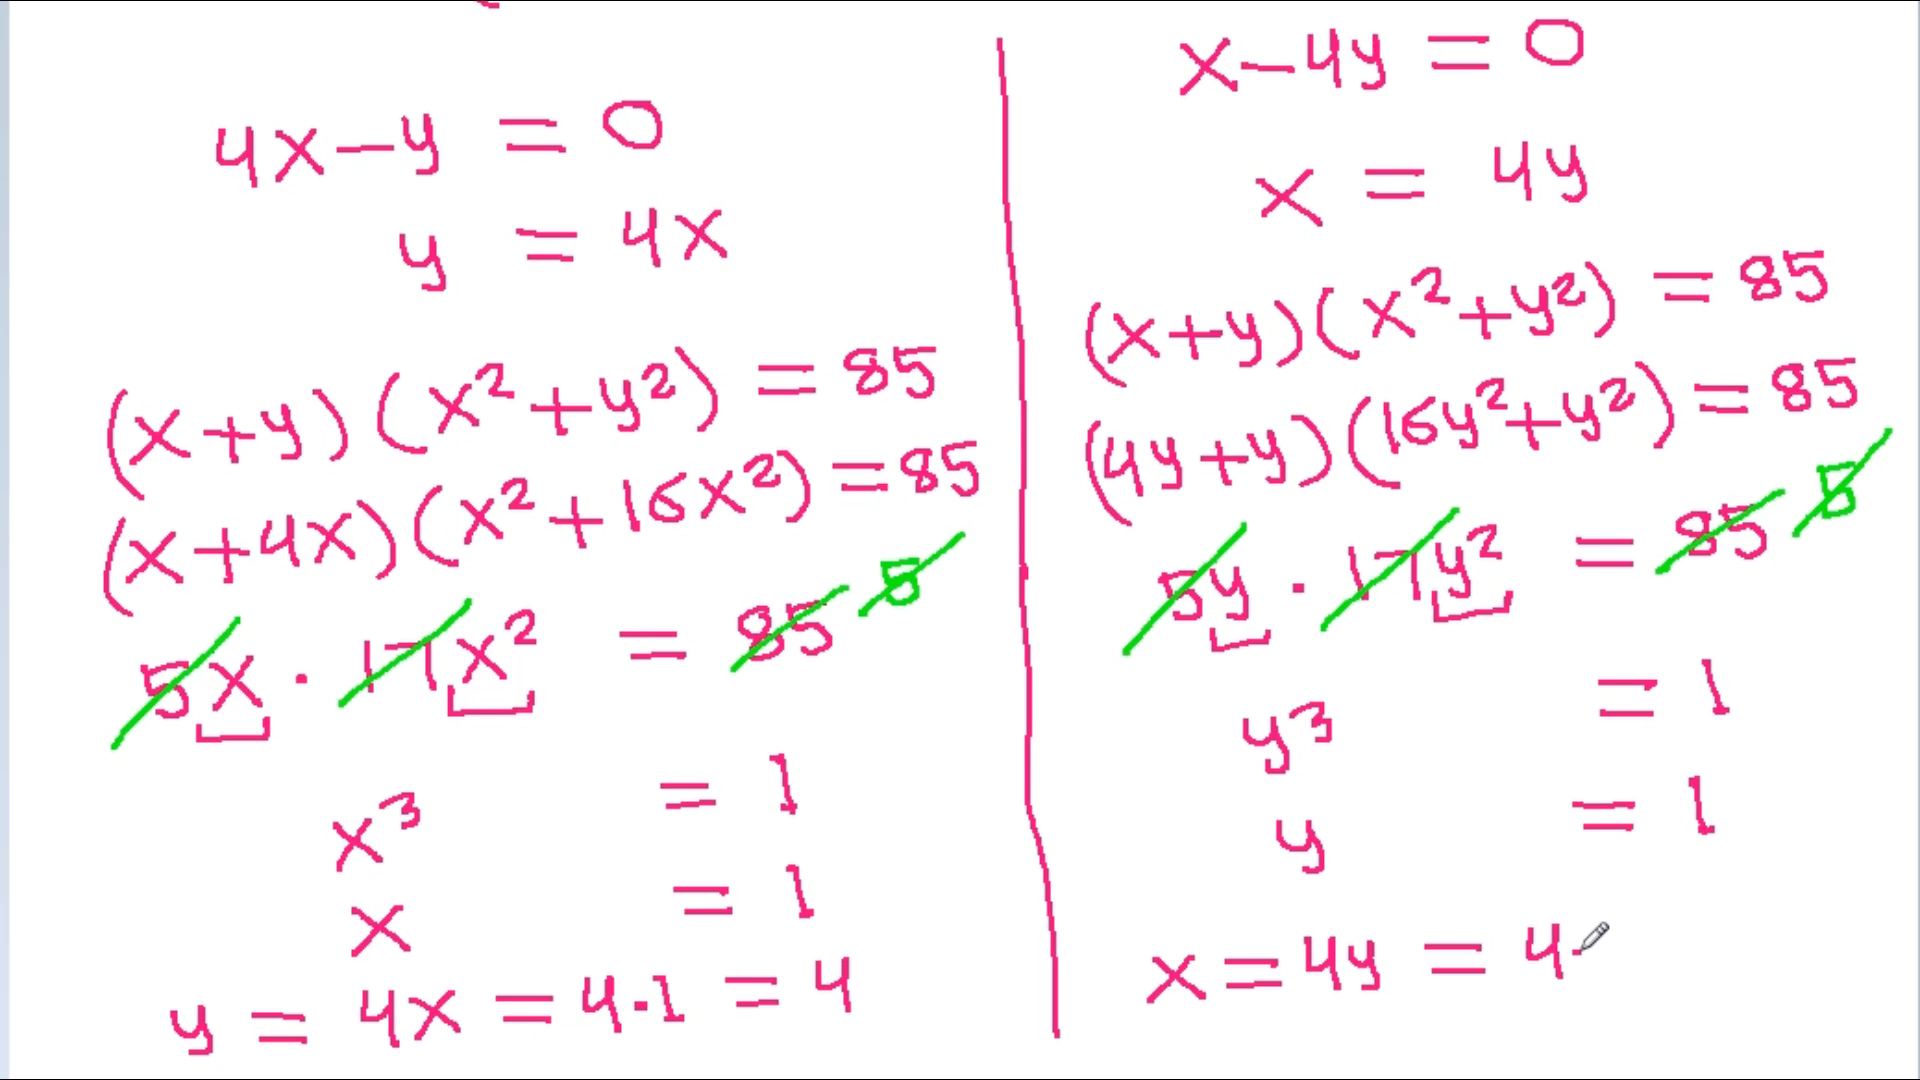 4x-y = 0
y = 4x
(x+y)(x²+y²) = 85
(x+4x)(x²+16x²) = 85
5x · 17x² = 85 5
x³ = 1
x = 1
y = 4x = 4·1 = 4
x-4y = 0
x = 4y
(x+y)(x²+y²) = 85
(4y+y)(16y²+y²) = 85
5y · 17y² = 85 5
y³ = 1
y = 1
x = 4y = 4·